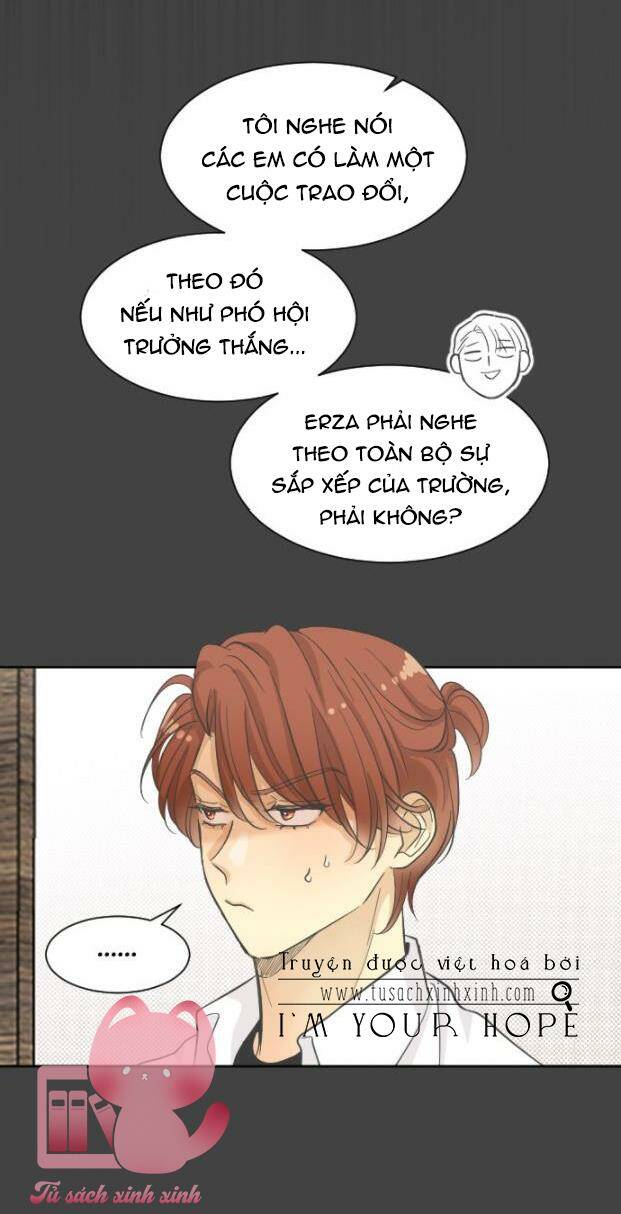 TÔI NGHE NÓI
CÁC EM CÓ LÀM MỘT
CUỘC TRAO ĐỔI,
THEO ĐÓ
NẾU NHƯ PHÓ HỘI
TRƯỞNG THẮNG...
ERZA PHẢI NGHE
THEO TOÀN BỘ SỰ
SẮP XẾP CỦA TRƯỜNG,
PHẢI KHÔNG?
......
Truyện được việt hoá bởi
www.tusachxinhxinh.com
I'M YOUR HOPE
Tủ sách xinh xinh